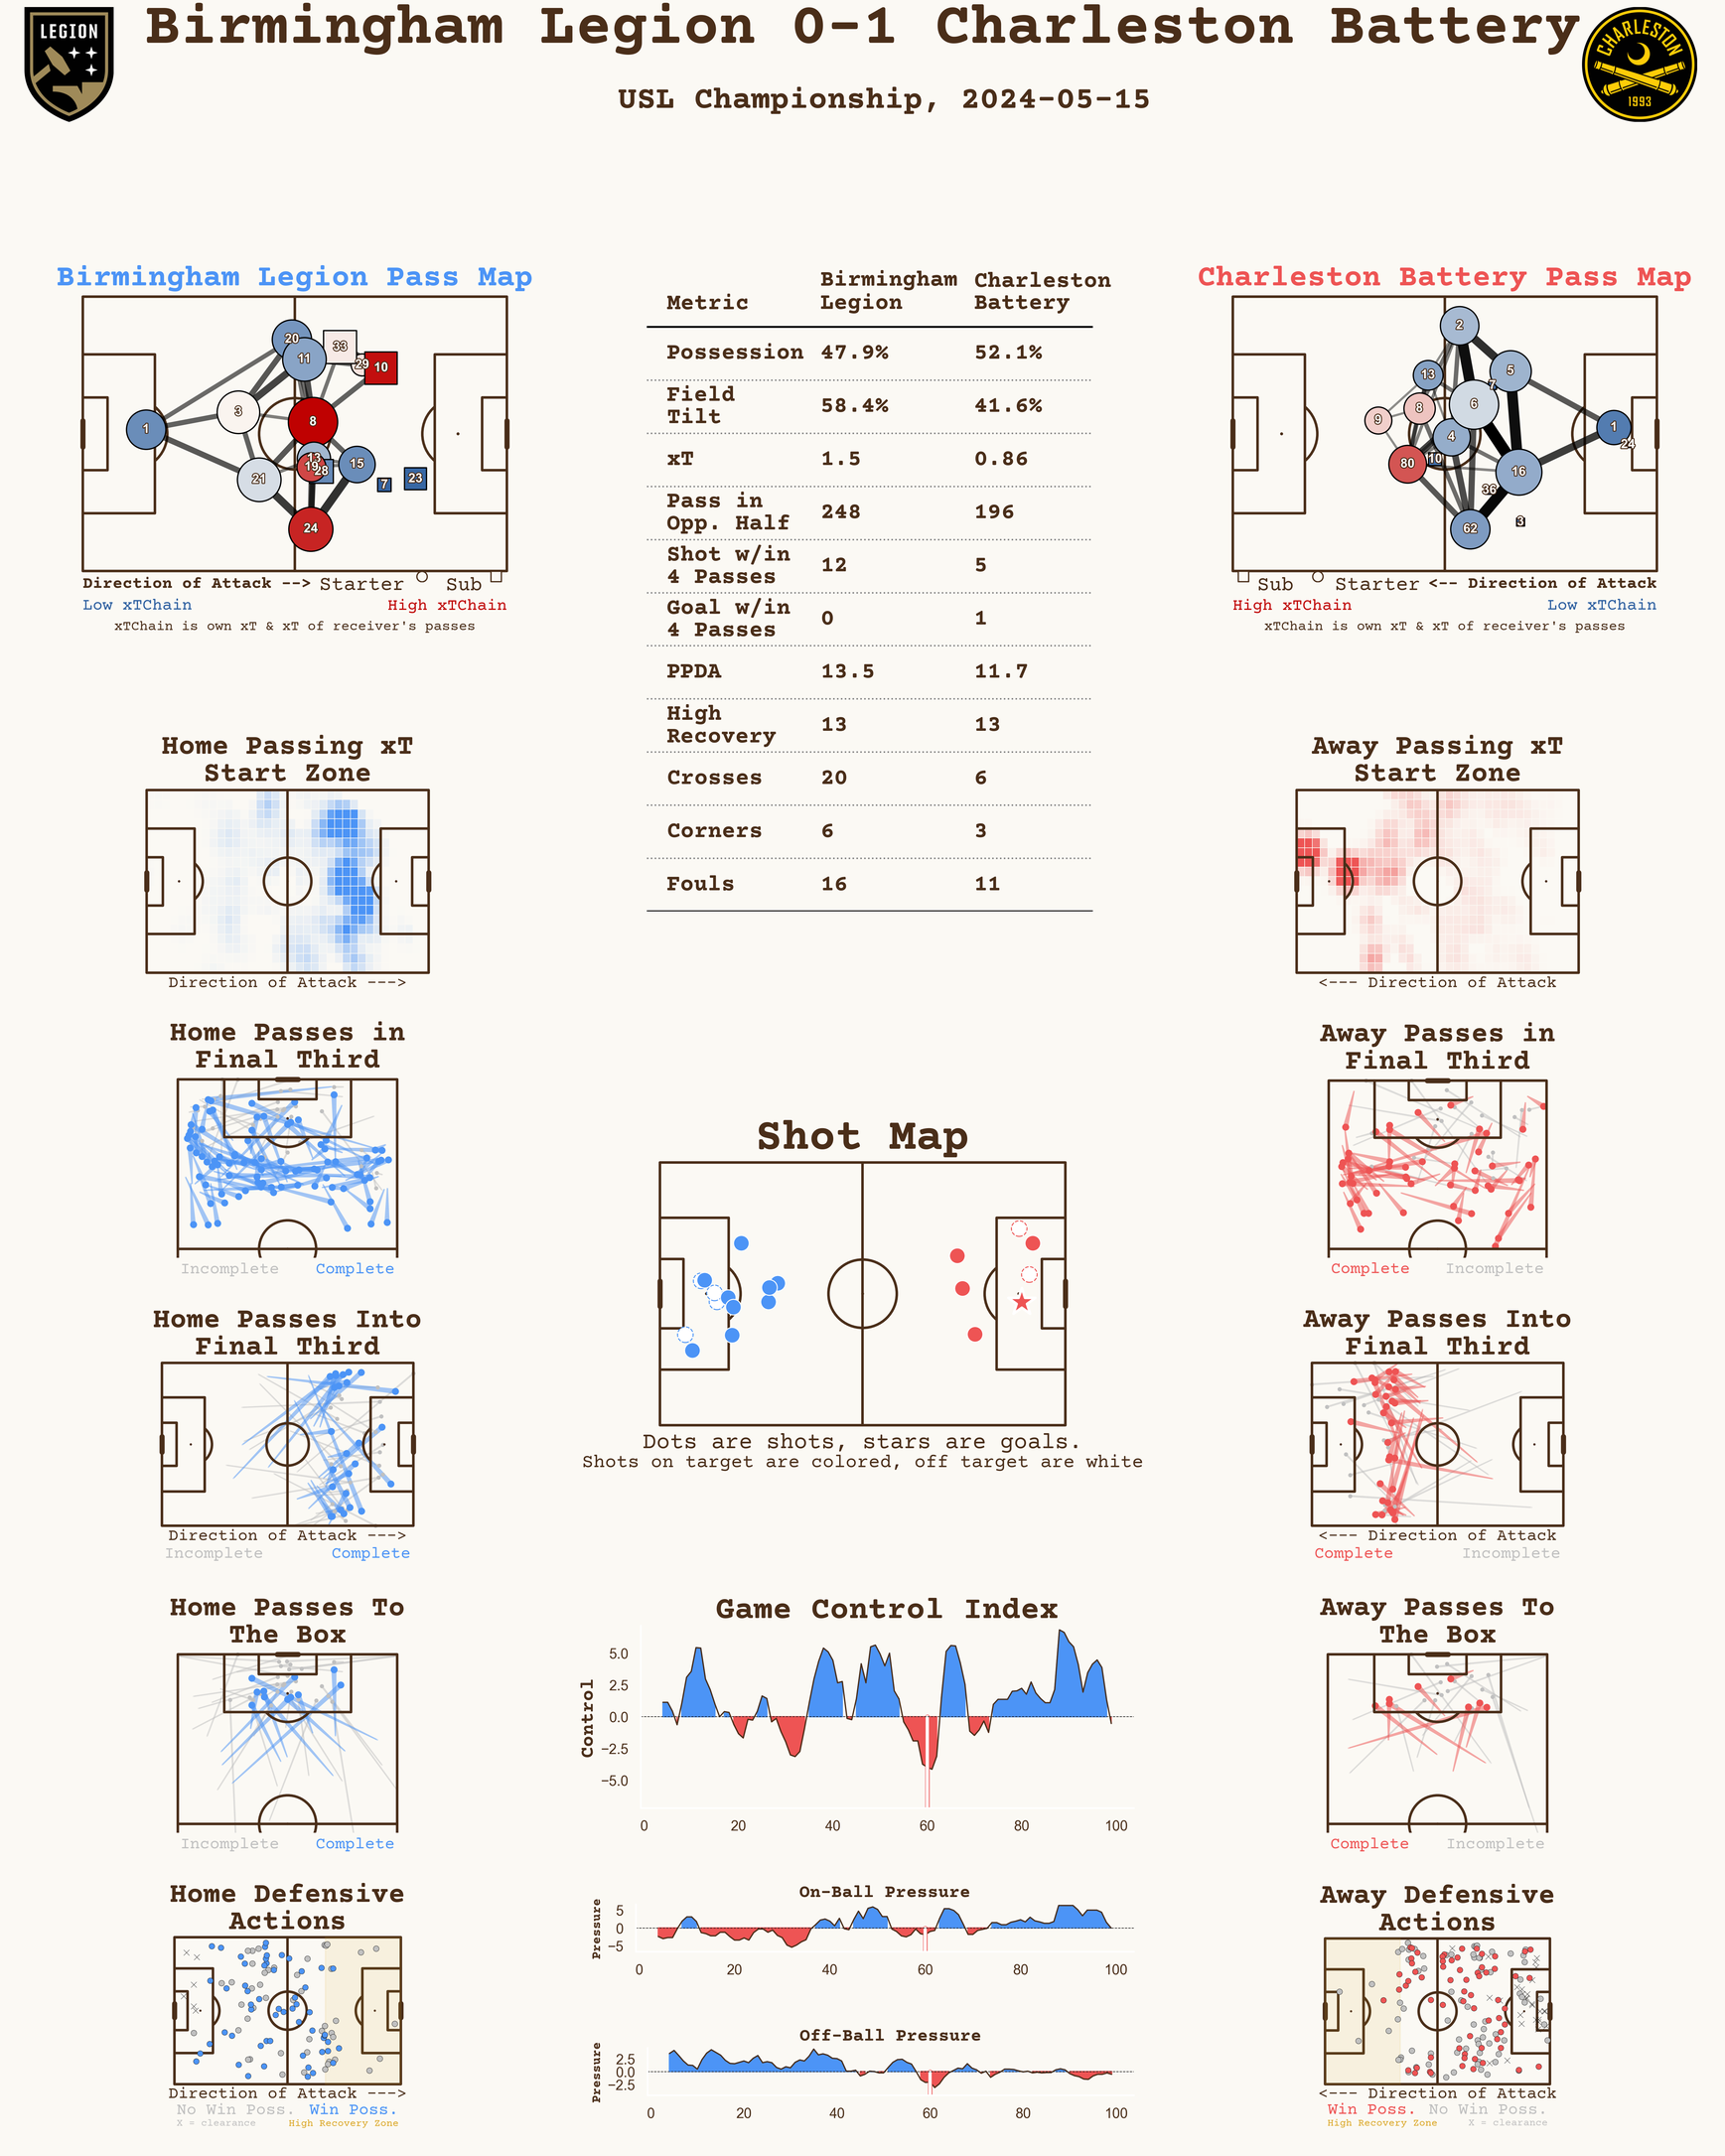 Birmingham Legion 0-1 Charleston Battery
LEGION
CHARLESTON
1993
USL Championship, 2024-05-15
Birmingham Legion Pass Map
20
11
33
29
10
3
8
1
13
19
28
15
21
7
23
24
Direction of Attack --> Starter Sub
Low xTChain High xTChain
xTChain is own xT & xT of receiver's passes
Metric Birmingham Legion Charleston Battery
Possession 47.9% 52.1%
Field Tilt 58.4% 41.6%
xT 1.5 0.86
Pass in Opp. Half 248 196
Shot w/in 4 Passes 12 5
Goal w/in 4 Passes 0 1
PPDA 13.5 11.7
High Recovery 13 13
Crosses 20 6
Corners 6 3
Fouls 16 11
Charleston Battery Pass Map
2
13
5
7
6
8
9
4
1
24
80
10
16
36
62
3
Sub Starter <-- Direction of Attack
High xTChain Low xTChain
xTChain is own xT & xT of receiver's passes
Home Passing xT
Start Zone
Direction of Attack --->
Away Passing xT
Start Zone
<--- Direction of Attack
Home Passes in
Final Third
Incomplete Complete
Away Passes in
Final Third
Complete Incomplete
Shot Map
Dots are shots, stars are goals.
Shots on target are colored, off target are white
Home Passes Into
Final Third
Direction of Attack --->
Incomplete Complete
Away Passes Into
Final Third
<--- Direction of Attack
Complete Incomplete
Home Passes To
The Box
Incomplete Complete
Game Control Index
Control
5.0
2.5
0.0
−2.5
−5.0
0 20 40 60 80 100
Away Passes To
The Box
Complete Incomplete
Home Defensive
Actions
Direction of Attack --->
No Win Poss. Win Poss.
X = clearance High Recovery Zone
On-Ball Pressure
Pressure
5
0
−5
0 20 40 60 80 100
Off-Ball Pressure
Pressure
2.5
0.0
−2.5
0 20 40 60 80 100
Away Defensive
Actions
<--- Direction of Attack
Win Poss. No Win Poss.
High Recovery Zone X = clearance